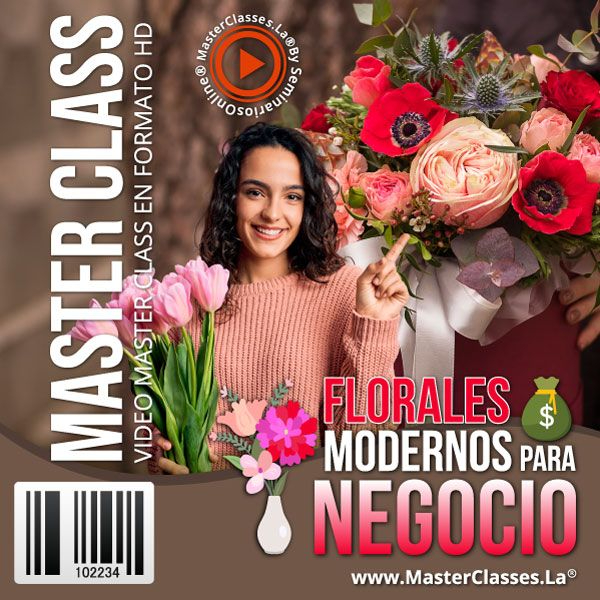 MASTER CLASS
VIDEO MASTER CLASS EN FORMATO HD
MasterClasses.La® By SeminariosOnline®
FLORALES
$
MODERNOS PARA
NEGOCIO
102234
www.MasterClasses.La®